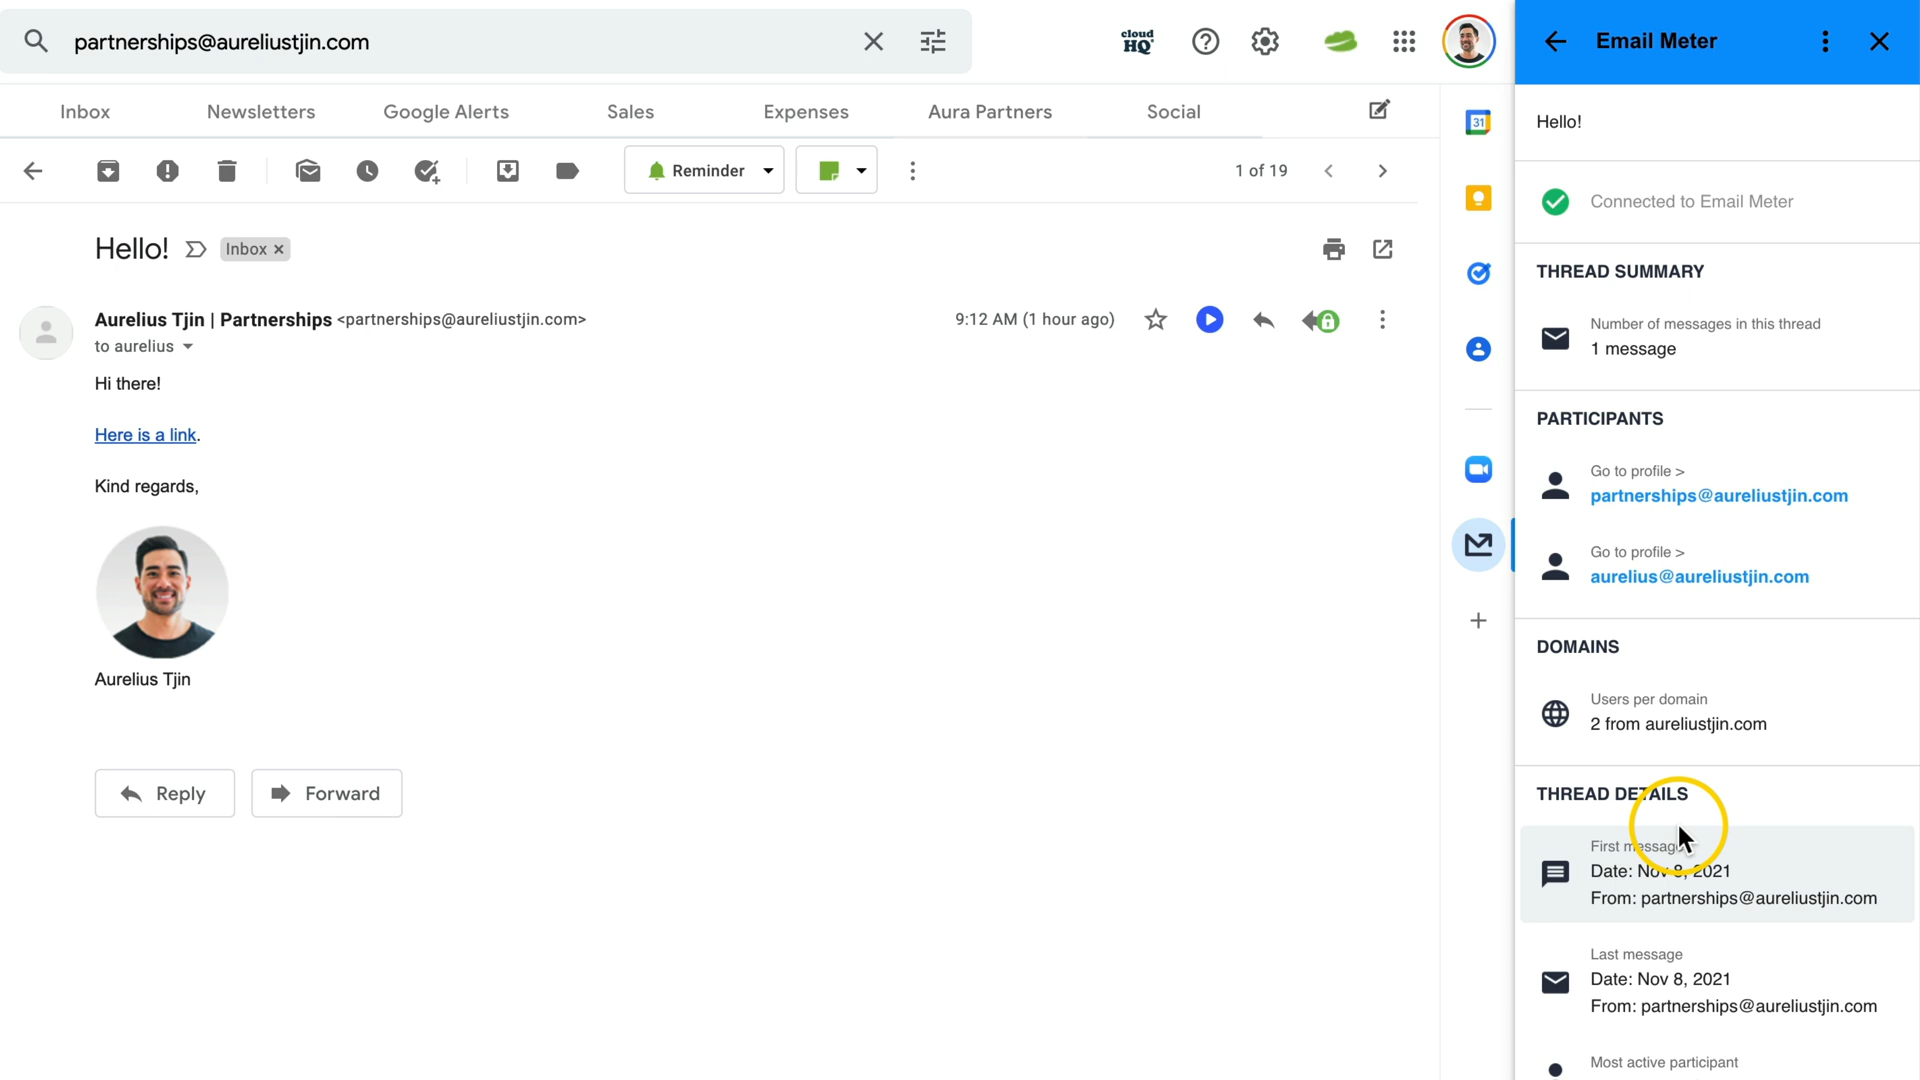 partnerships@aureliustjin.com
cloud
HQ
Email Meter
Inbox
Newsletters
Google Alerts
Sales
Expenses
Aura Partners
Social
31
Hello!
Reminder
1 of 19
Connected to Email Meter
Hello!
Inbox ×
THREAD SUMMARY
Aurelius Tjin | Partnerships <partnerships@aureliustjin.com>
9:12 AM (1 hour ago)
to aurelius
Number of messages in this thread
1 message
Hi there!
Here is a link.
PARTICIPANTS
Go to profile >
partnerships@aureliustjin.com
Kind regards,
Go to profile >
aurelius@aureliustjin.com
DOMAINS
Aurelius Tjin
Users per domain
2 from aureliustjin.com
Reply
Forward
THREAD DETAILS
First message
Date: Nov 8, 2021
From: partnerships@aureliustjin.com
Last message
Date: Nov 8, 2021
From: partnerships@aureliustjin.com
Most active participant